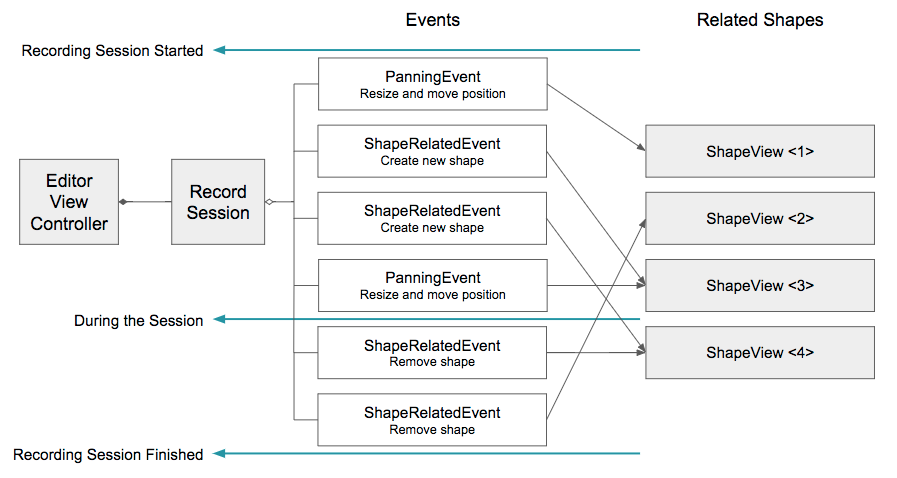 Events
Related Shapes
Recording Session Started
PanningEvent
Resize and move position
ShapeRelatedEvent
Create new shape
ShapeView <1>
Editor
View
Controller
Record
Session
ShapeRelatedEvent
Create new shape
ShapeView <2>
PanningEvent
Resize and move position
ShapeView <3>
During the Session
ShapeRelatedEvent
Remove shape
ShapeView <4>
ShapeRelatedEvent
Remove shape
Recording Session Finished